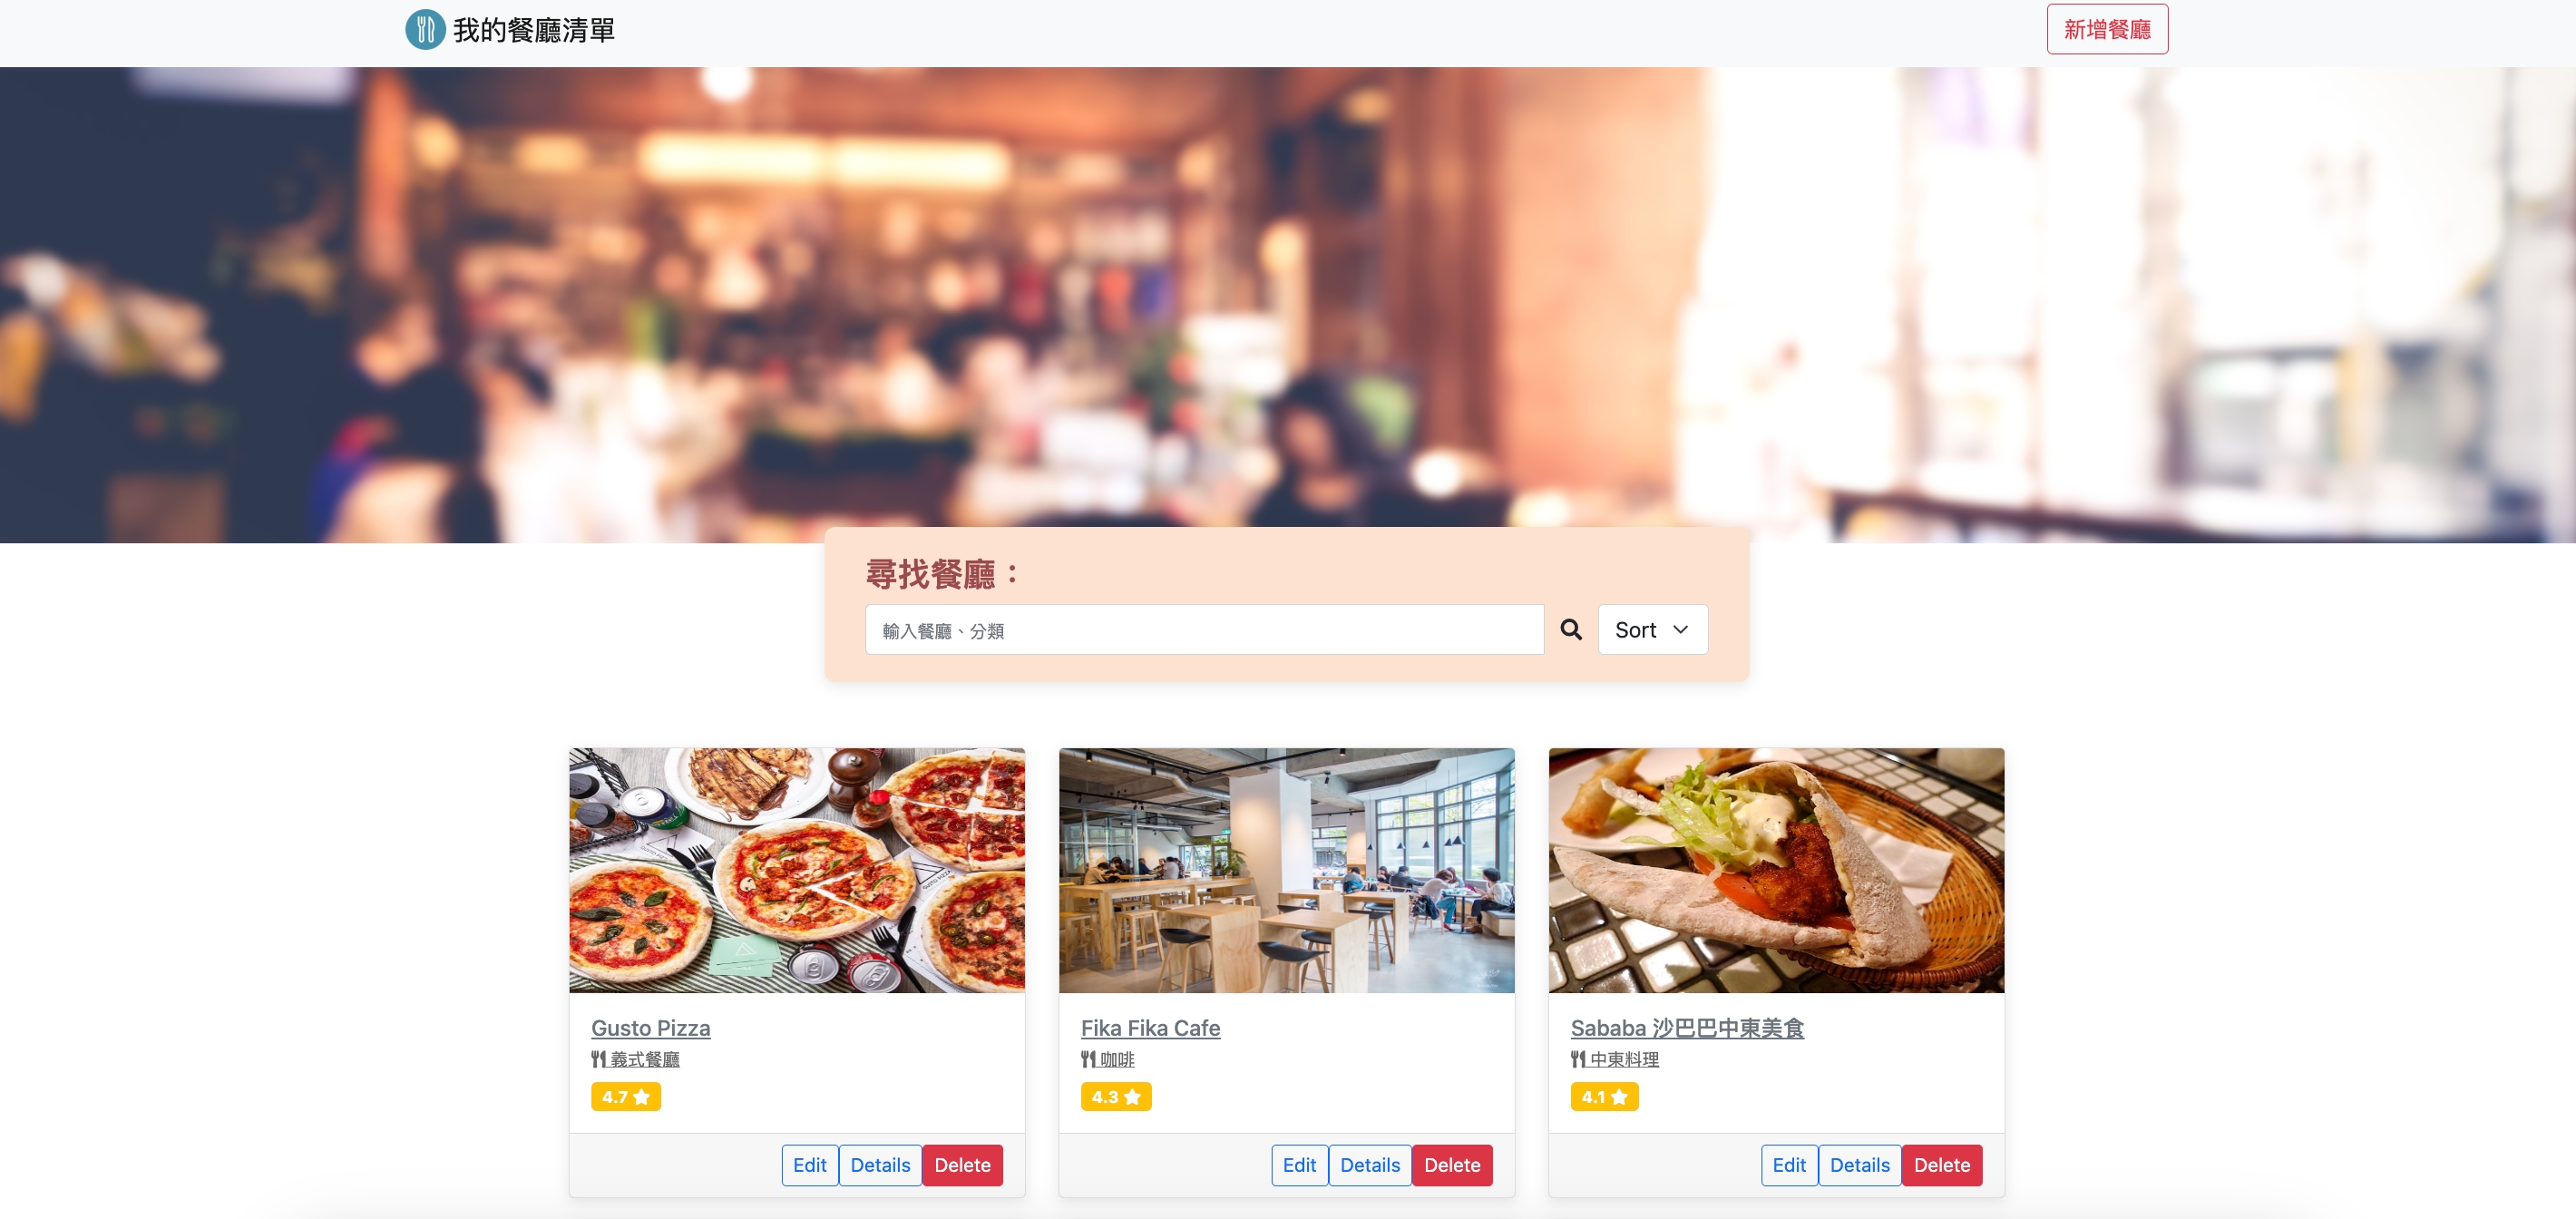 我的餐廳清單
新增餐廳
尋找餐廳：
輸入餐廳、分類
Sort
Gusto Pizza
義式餐廳
4.7
Edit Details Delete
Fika Fika Cafe
咖啡
4.3
Edit Details Delete
Sababa 沙巴巴中東美食
中東料理
4.1
Edit Details Delete